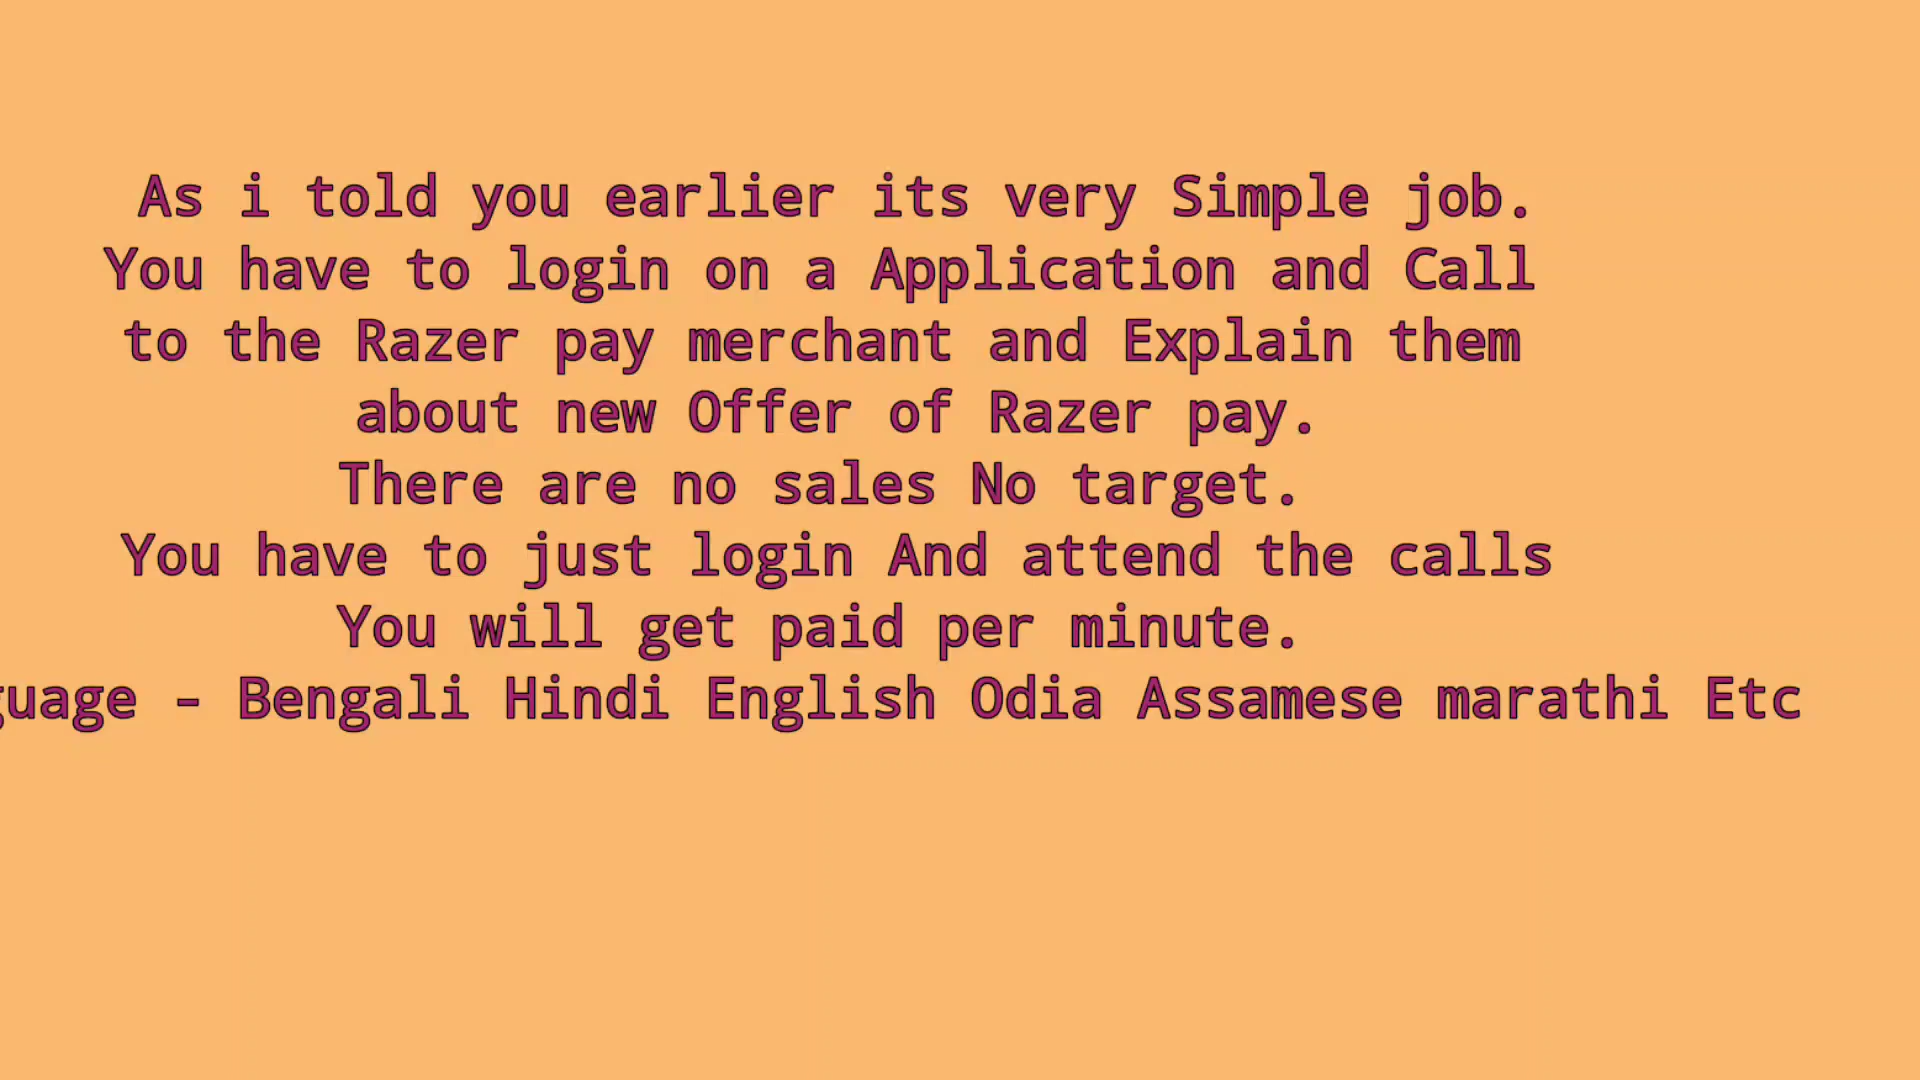 As i told you earlier its very Simple job.
You have to login on a Application and Call
to the Razer pay merchant and Explain them
about new Offer of Razer pay.
There are no sales No target.
You have to just login And attend the calls
You will get paid per minute.
guage - Bengali Hindi English Odia Assamese marathi Etc